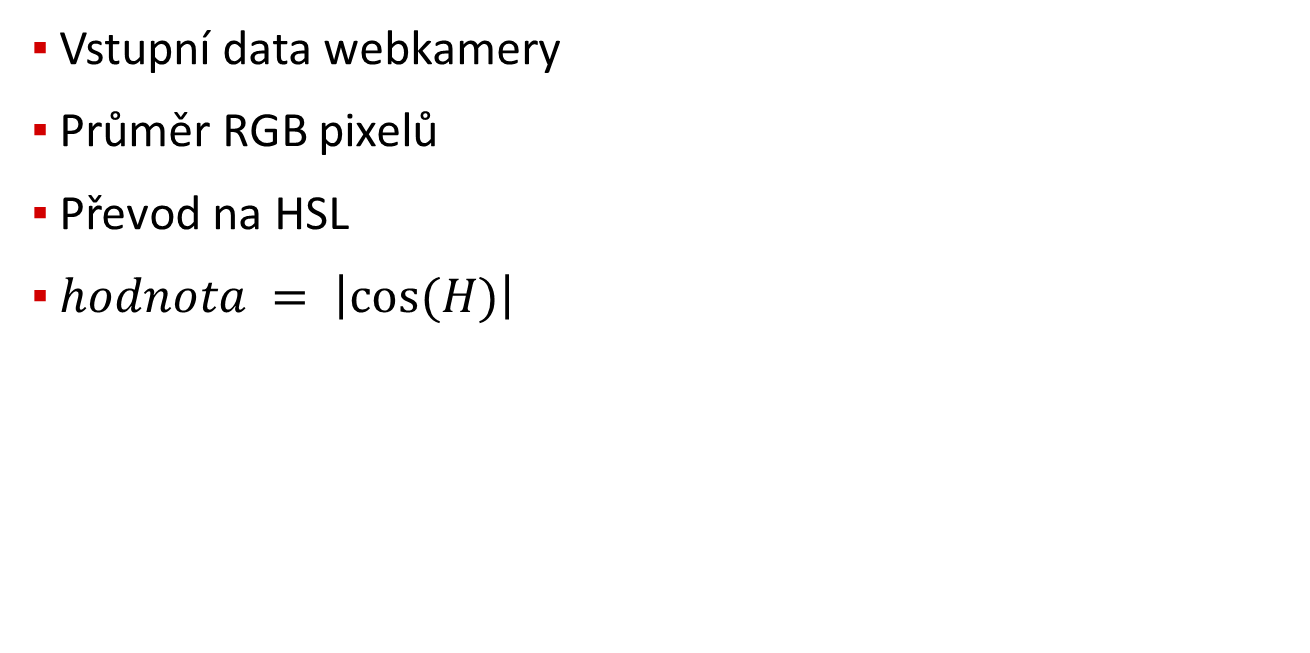 ▪ Vstupní data webkamery
▪ Průměr RGB pixelů
▪ Převod na HSL
▪ hodnota = |cos(H)|